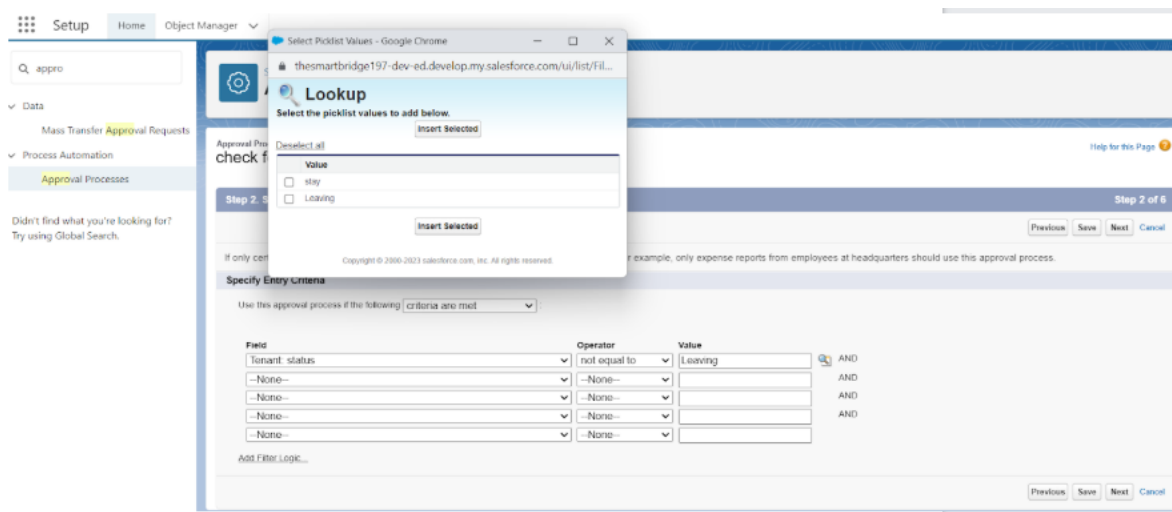 Setup
Home
Object Manager
appro
Data
Mass Transfer Approval Requests
Process Automation
Approval Processes
Didn't find what you're looking for?
Try using Global Search.
Select Picklist Values - Google Chrome
thesmartbridge197-dev-ed.develop.my.salesforce.com/ui/list/Fil...
Lookup
Select the picklist values to add below.
Insert Selected
Deselect all
Value
stay
Leaving
Insert Selected
Copyright © 2000-2023 salesforce.com, inc. All rights reserved.
Approval Pro
check f
Help for this Page
Step 2. S
Step 2 of 6
Previous Save Next Cancel
If only cer
r example, only expense reports from employees at headquarters should use this approval process.
Specify Entry Criteria
Use this approval process if the following criteria are met :
Field Operator Value
Tenant: status not equal to Leaving AND
--None-- --None-- AND
--None-- --None-- AND
--None-- --None-- AND
--None-- --None--
Add Filter Logic...
Previous Save Next Cancel